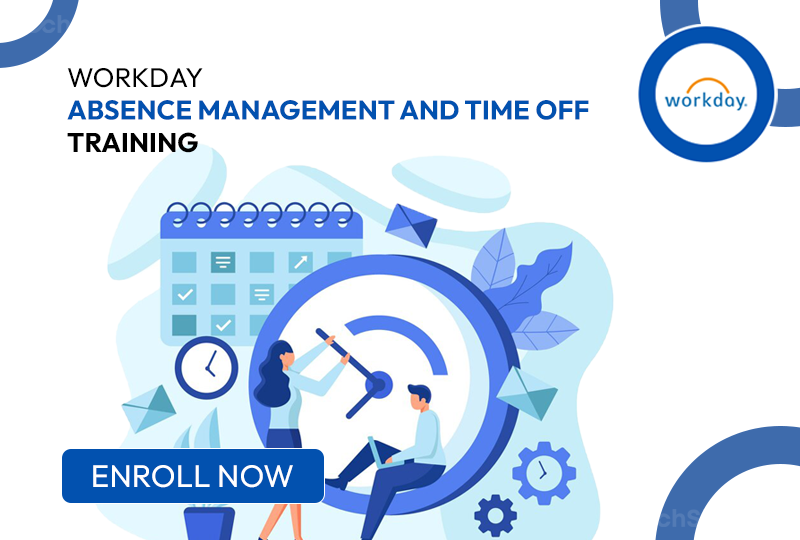 WORKDAY
ABSENCE MANAGEMENT AND TIME OFF
TRAINING
workday.
ENROLL NOW